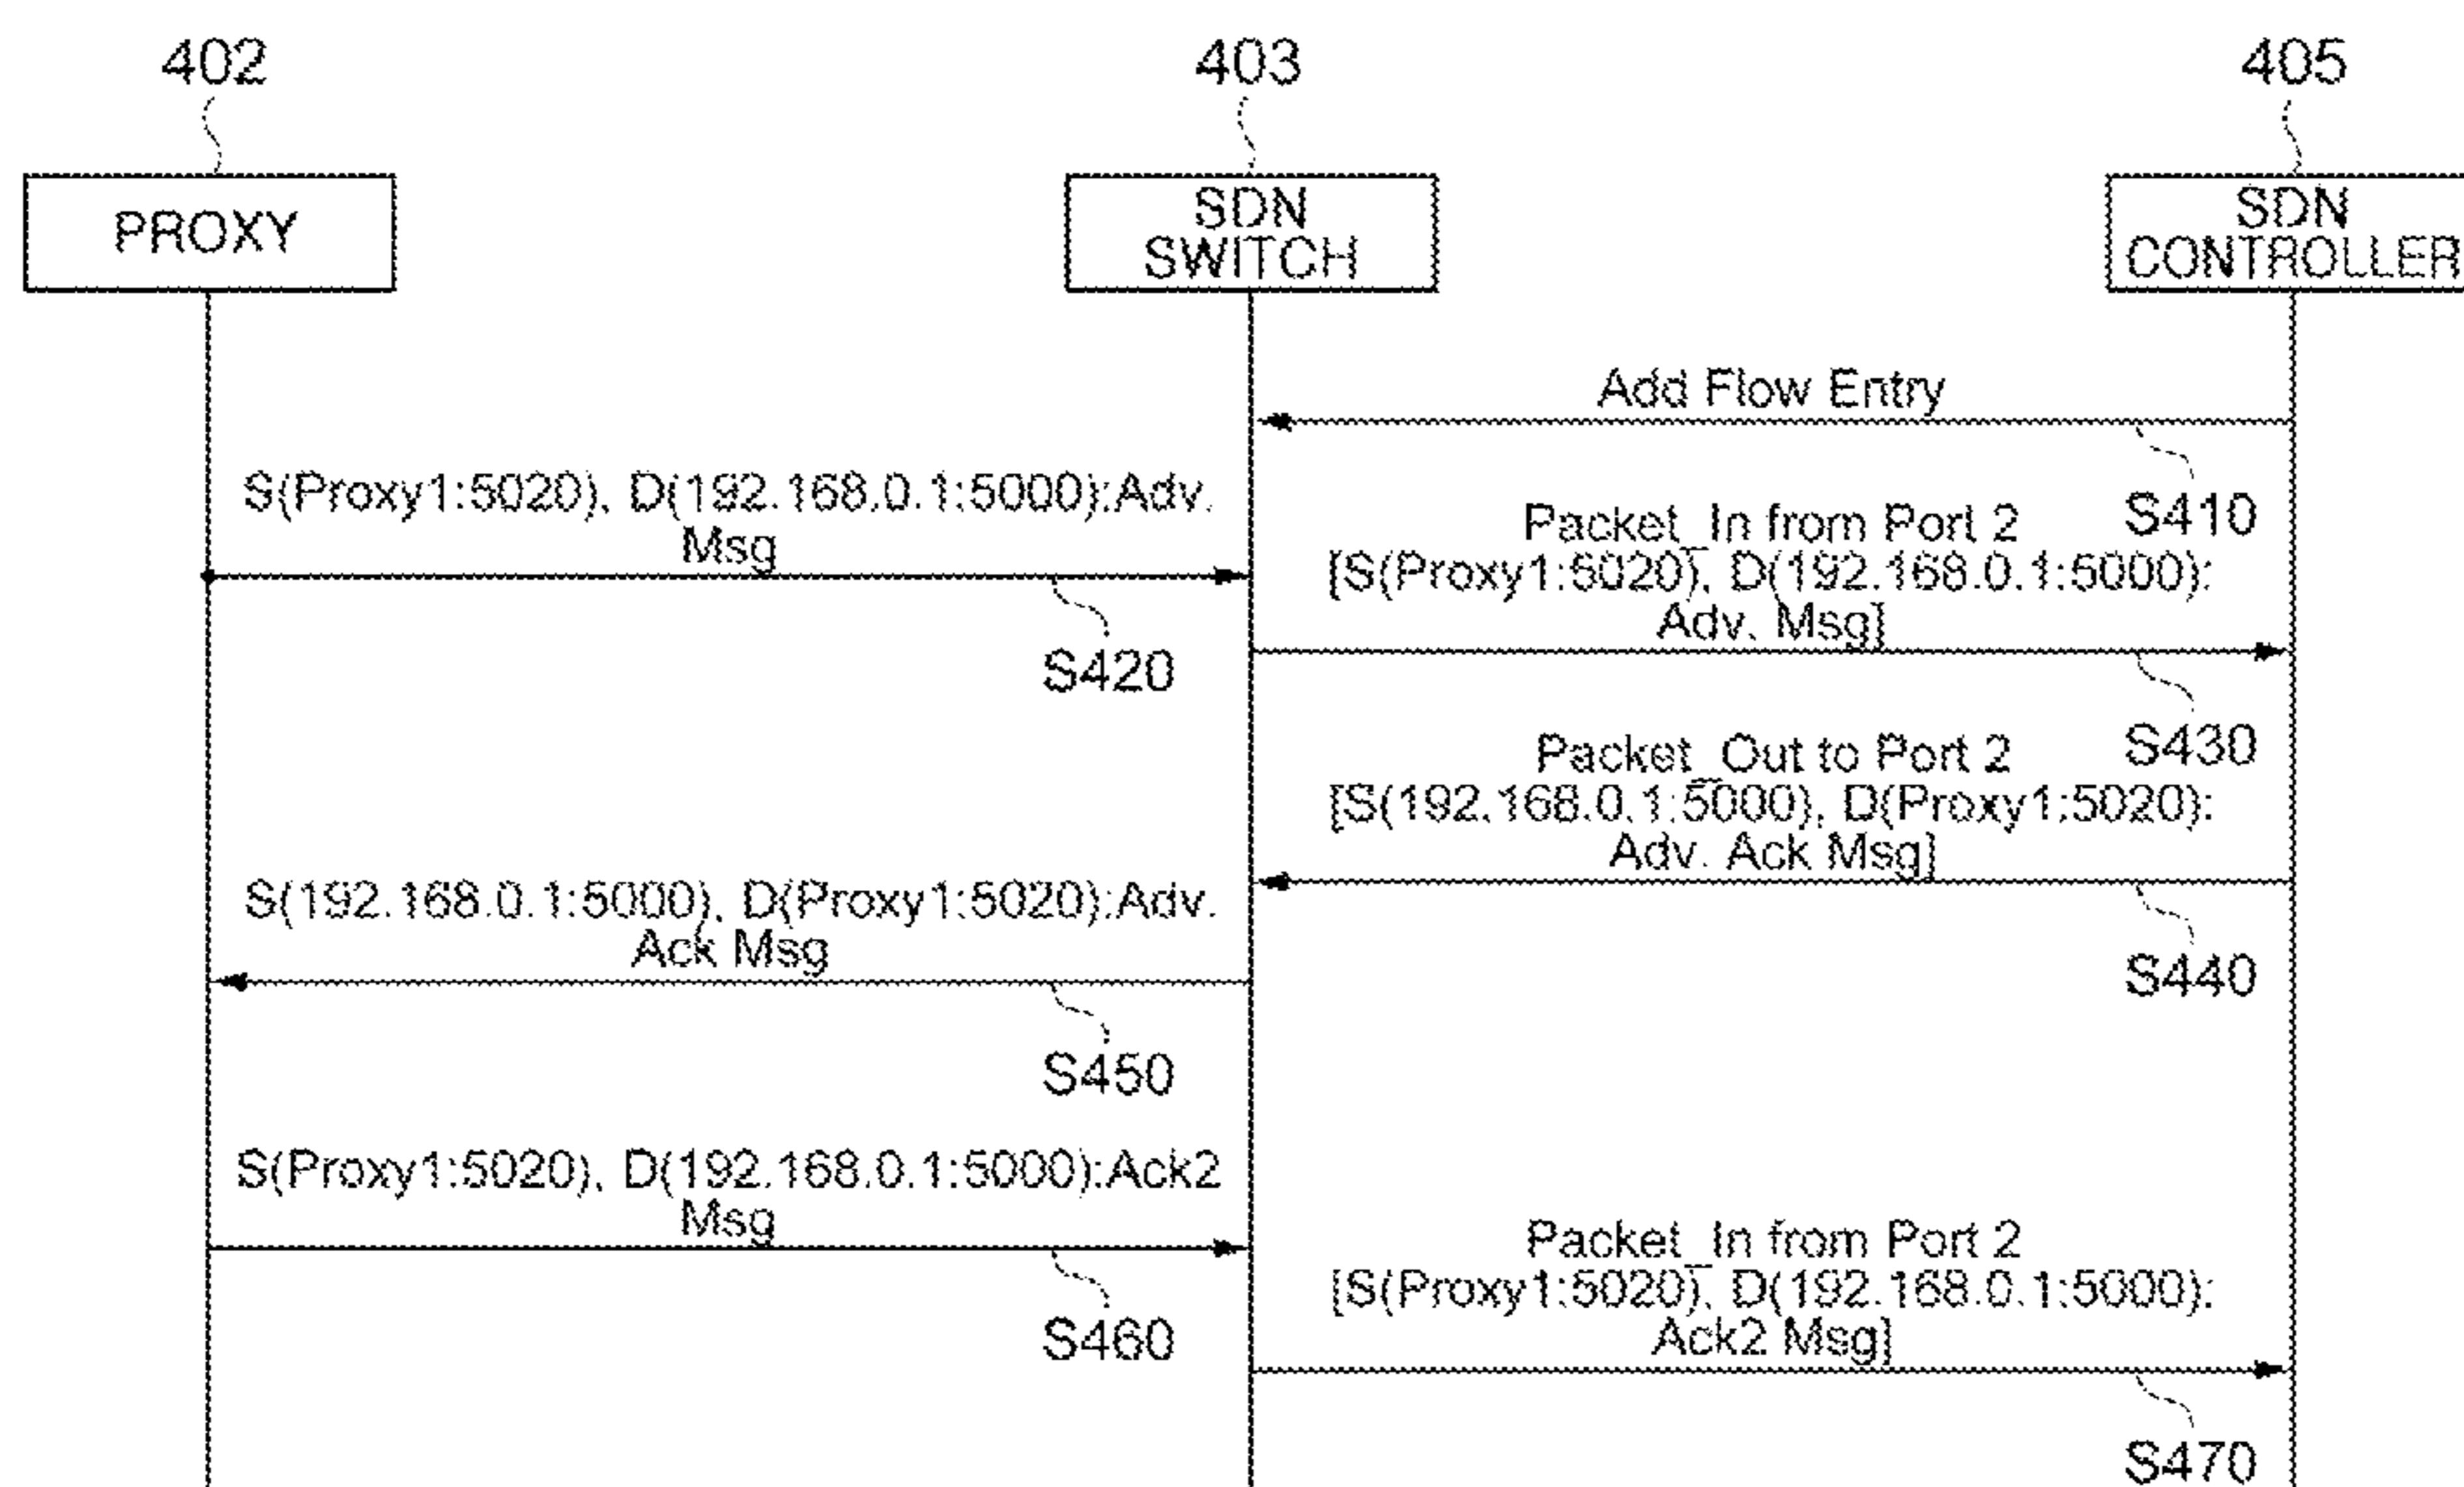 402
403
405
PROXY
SDN
SWITCH
SDN
CONTROLLER
Add Flow Entry
S410
S(Proxy1:5020), D(192.168.0.1:5000):Adv.
Msg
S420
Packet_In from Port 2
[S(Proxy1:5020), D(192.168.0.1:5000):
Adv. Msg]
S430
Packet_Out to Port 2
[S(192.168.0.1:5000), D(Proxy1:5020):
Adv. Ack Msg]
S440
S(192.168.0.1:5000), D(Proxy1:5020):Adv.
Ack Msg
S450
S(Proxy1:5020), D(192.168.0.1:5000):Ack2
Msg
S460
Packet_In from Port 2
[S(Proxy1:5020), D(192.168.0.1:5000):
Ack2 Msg]
S470